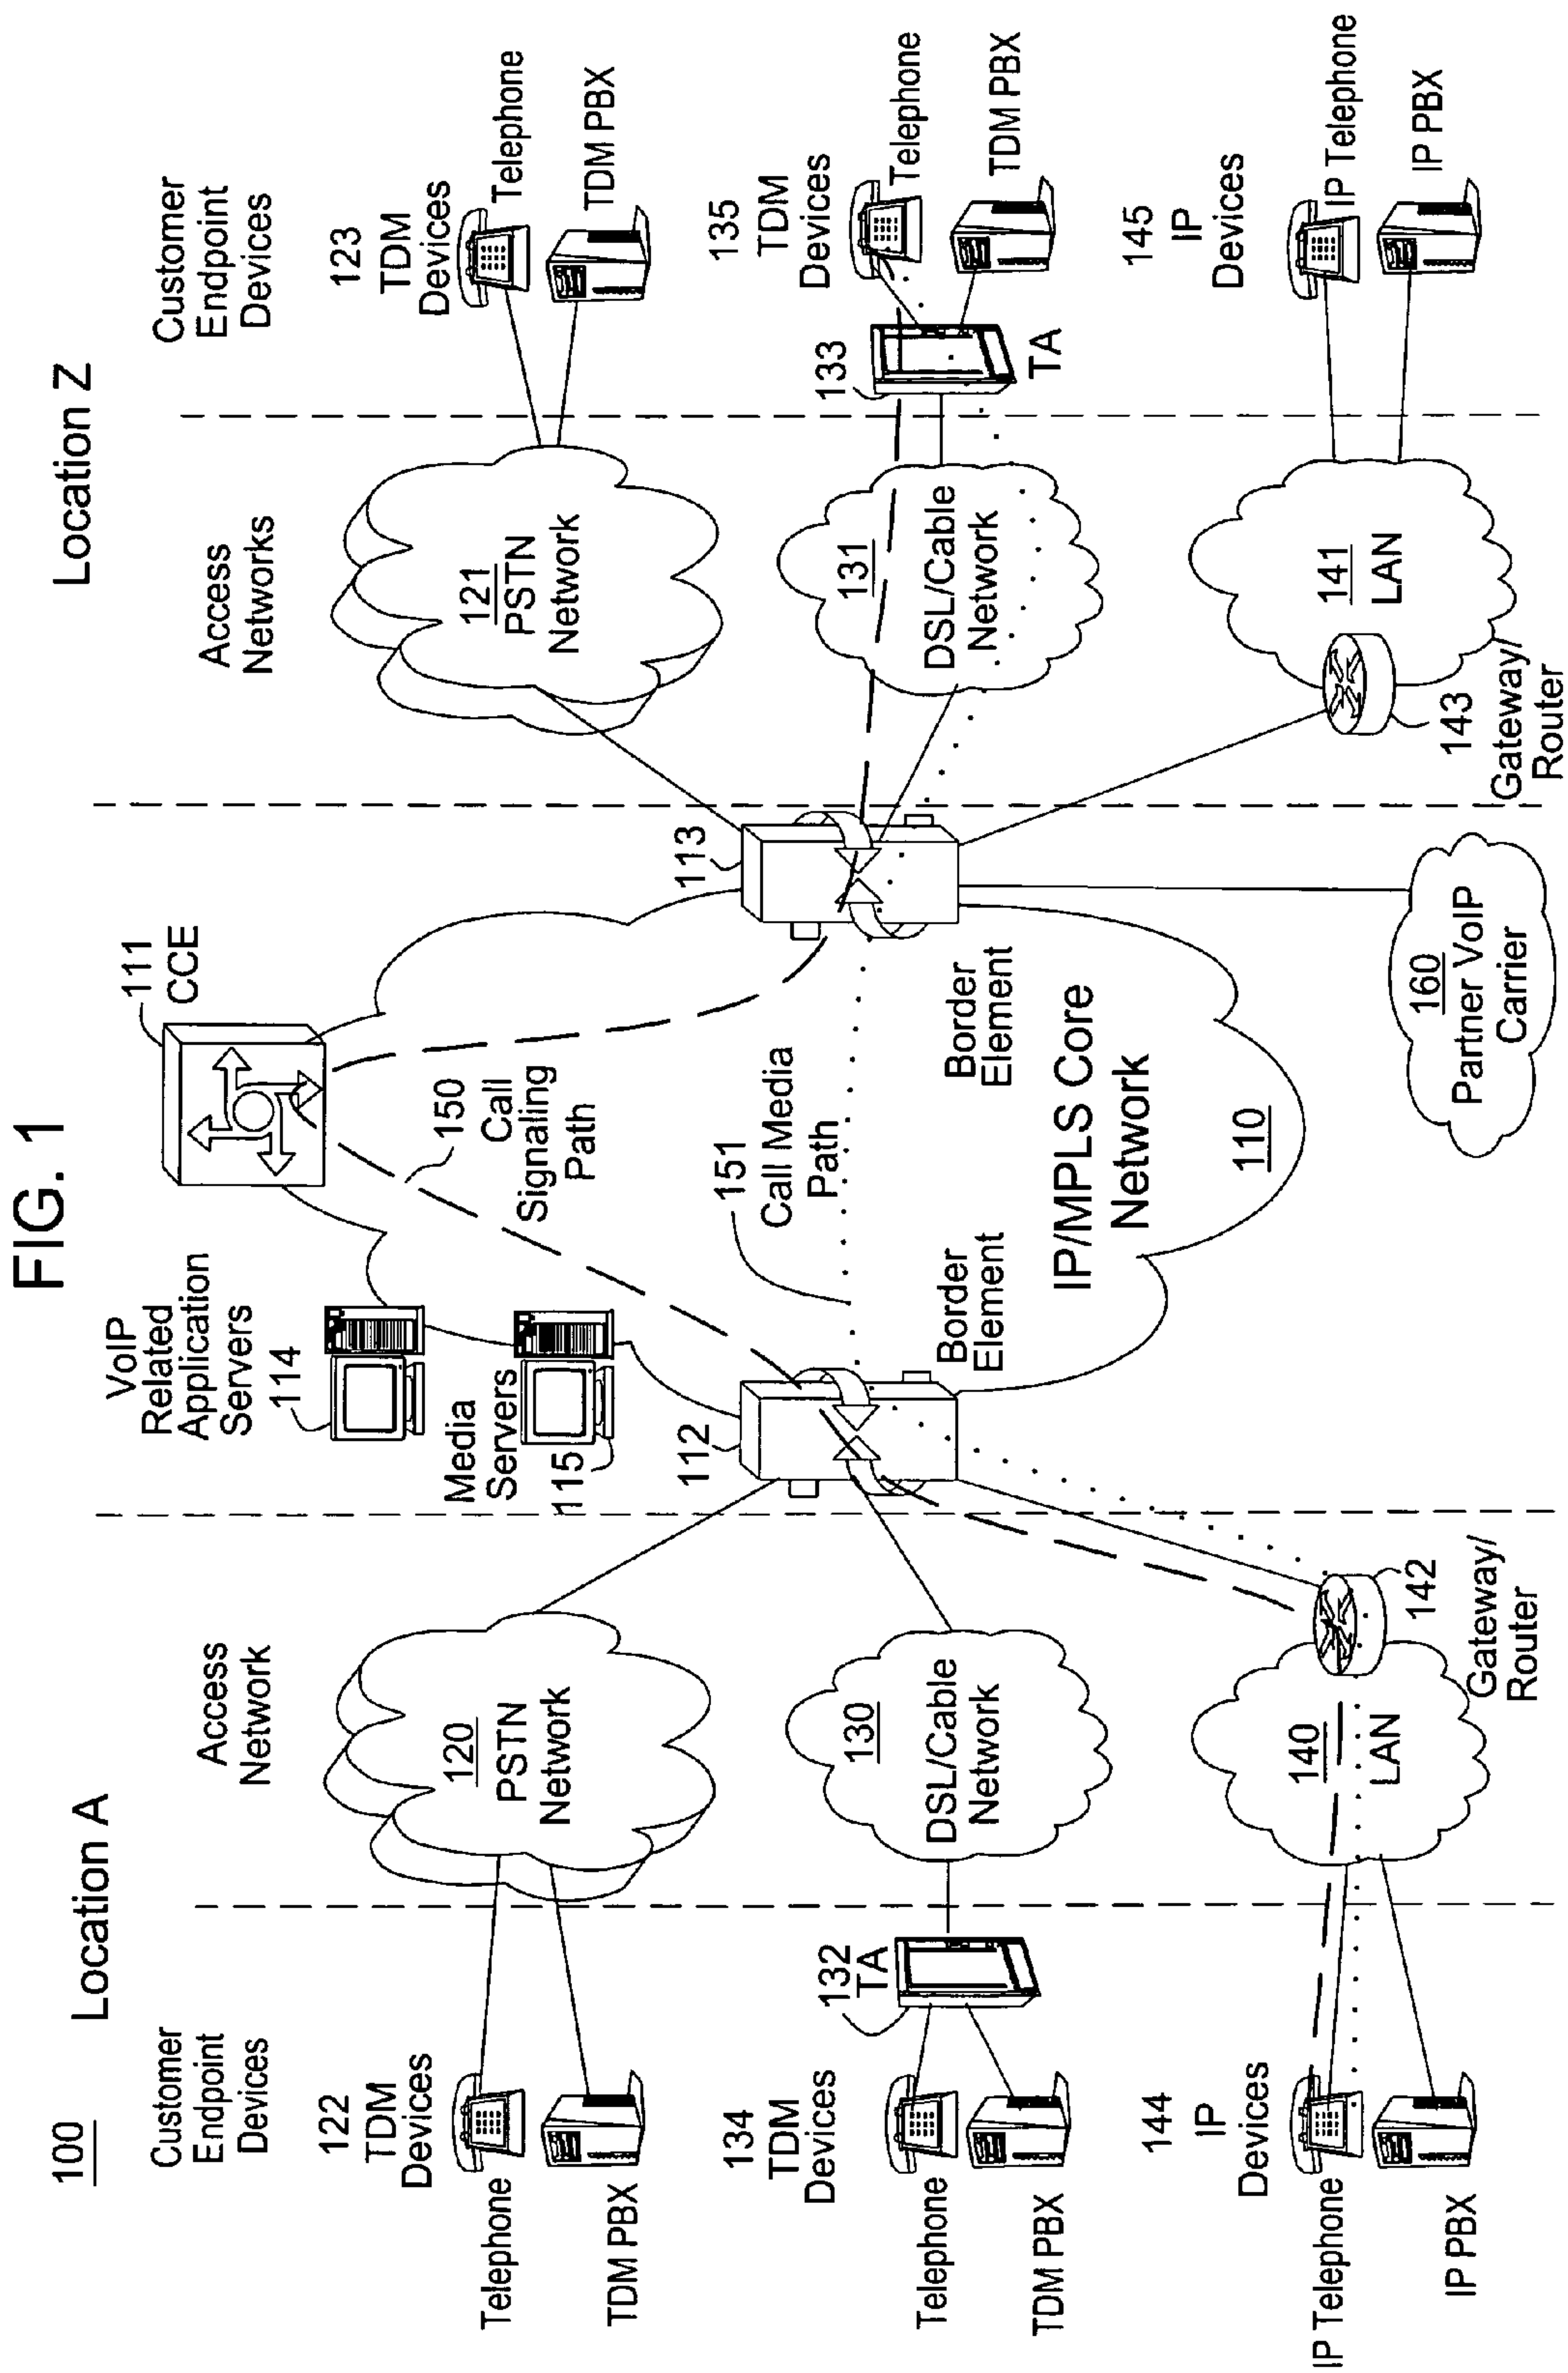 FIG. 1
100
Location A
Location Z
Customer
Endpoint
Devices
Access
Network
VoIP
Related
Application
Servers
114
111
CCE
Access
Networks
Customer
Endpoint
Devices
122
TDM
Devices
Telephone
TDM PBX
120
PSTN
Network
Media
Servers
115
150
Call
Signaling
Path
121
PSTN
Network
123
TDM
Devices
Telephone
TDM PBX
134
TDM
Devices
Telephone
TDM PBX
132
TA
130
DSL/Cable
Network
112
Border
Element
151
Call Media
Path
113
Border
Element
131
DSL/Cable
Network
133
TA
135
TDM
Devices
Telephone
TDM PBX
IP/MPLS Core
Network
110
144
IP
Devices
IP Telephone
IP PBX
140
LAN
142
Gateway/
Router
160
Partner VoIP
Carrier
143
Gateway/
Router
141
LAN
145
IP
Devices
IP Telephone
IP PBX